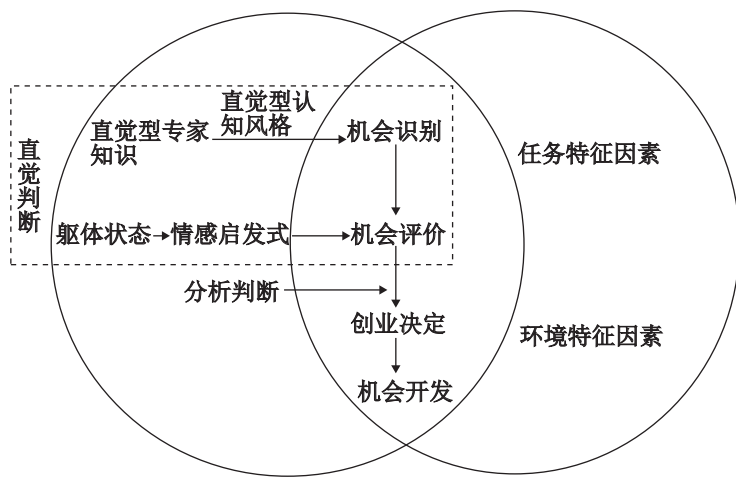 直觉型认
知风格
直觉型专家
知识
机会识别
任务特征因素
直觉判断
躯体状态
情感启发式
机会评价
分析判断
创业决定
环境特征因素
机会开发